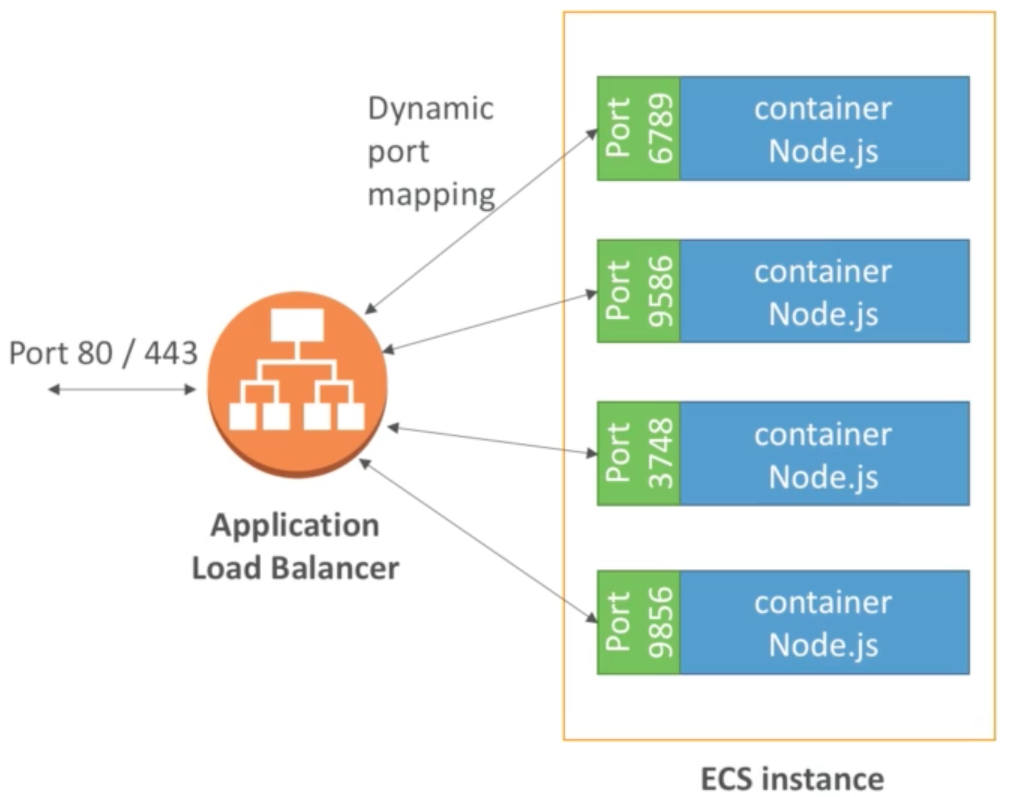 Dynamic
port
mapping
Port 80 / 443
Application
Load Balancer
Port
6789
container
Node.js
Port
9586
container
Node.js
Port
3748
container
Node.js
Port
9856
container
Node.js
ECS instance